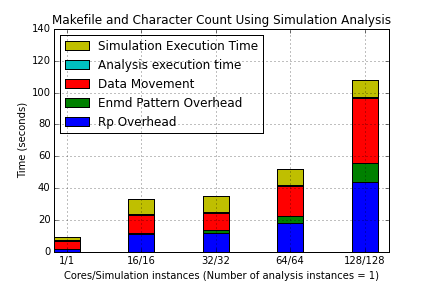 Makefile and Character Count Using Simulation Analysis
140
120
100
80
60
40
20
0
Time (seconds)
Simulation Execution Time
Analysis execution time
Data Movement
Enmd Pattern Overhead
Rp Overhead
1/1 16/16 32/32 64/64 128/128
Cores/Simulation instances (Number of analysis instances = 1)